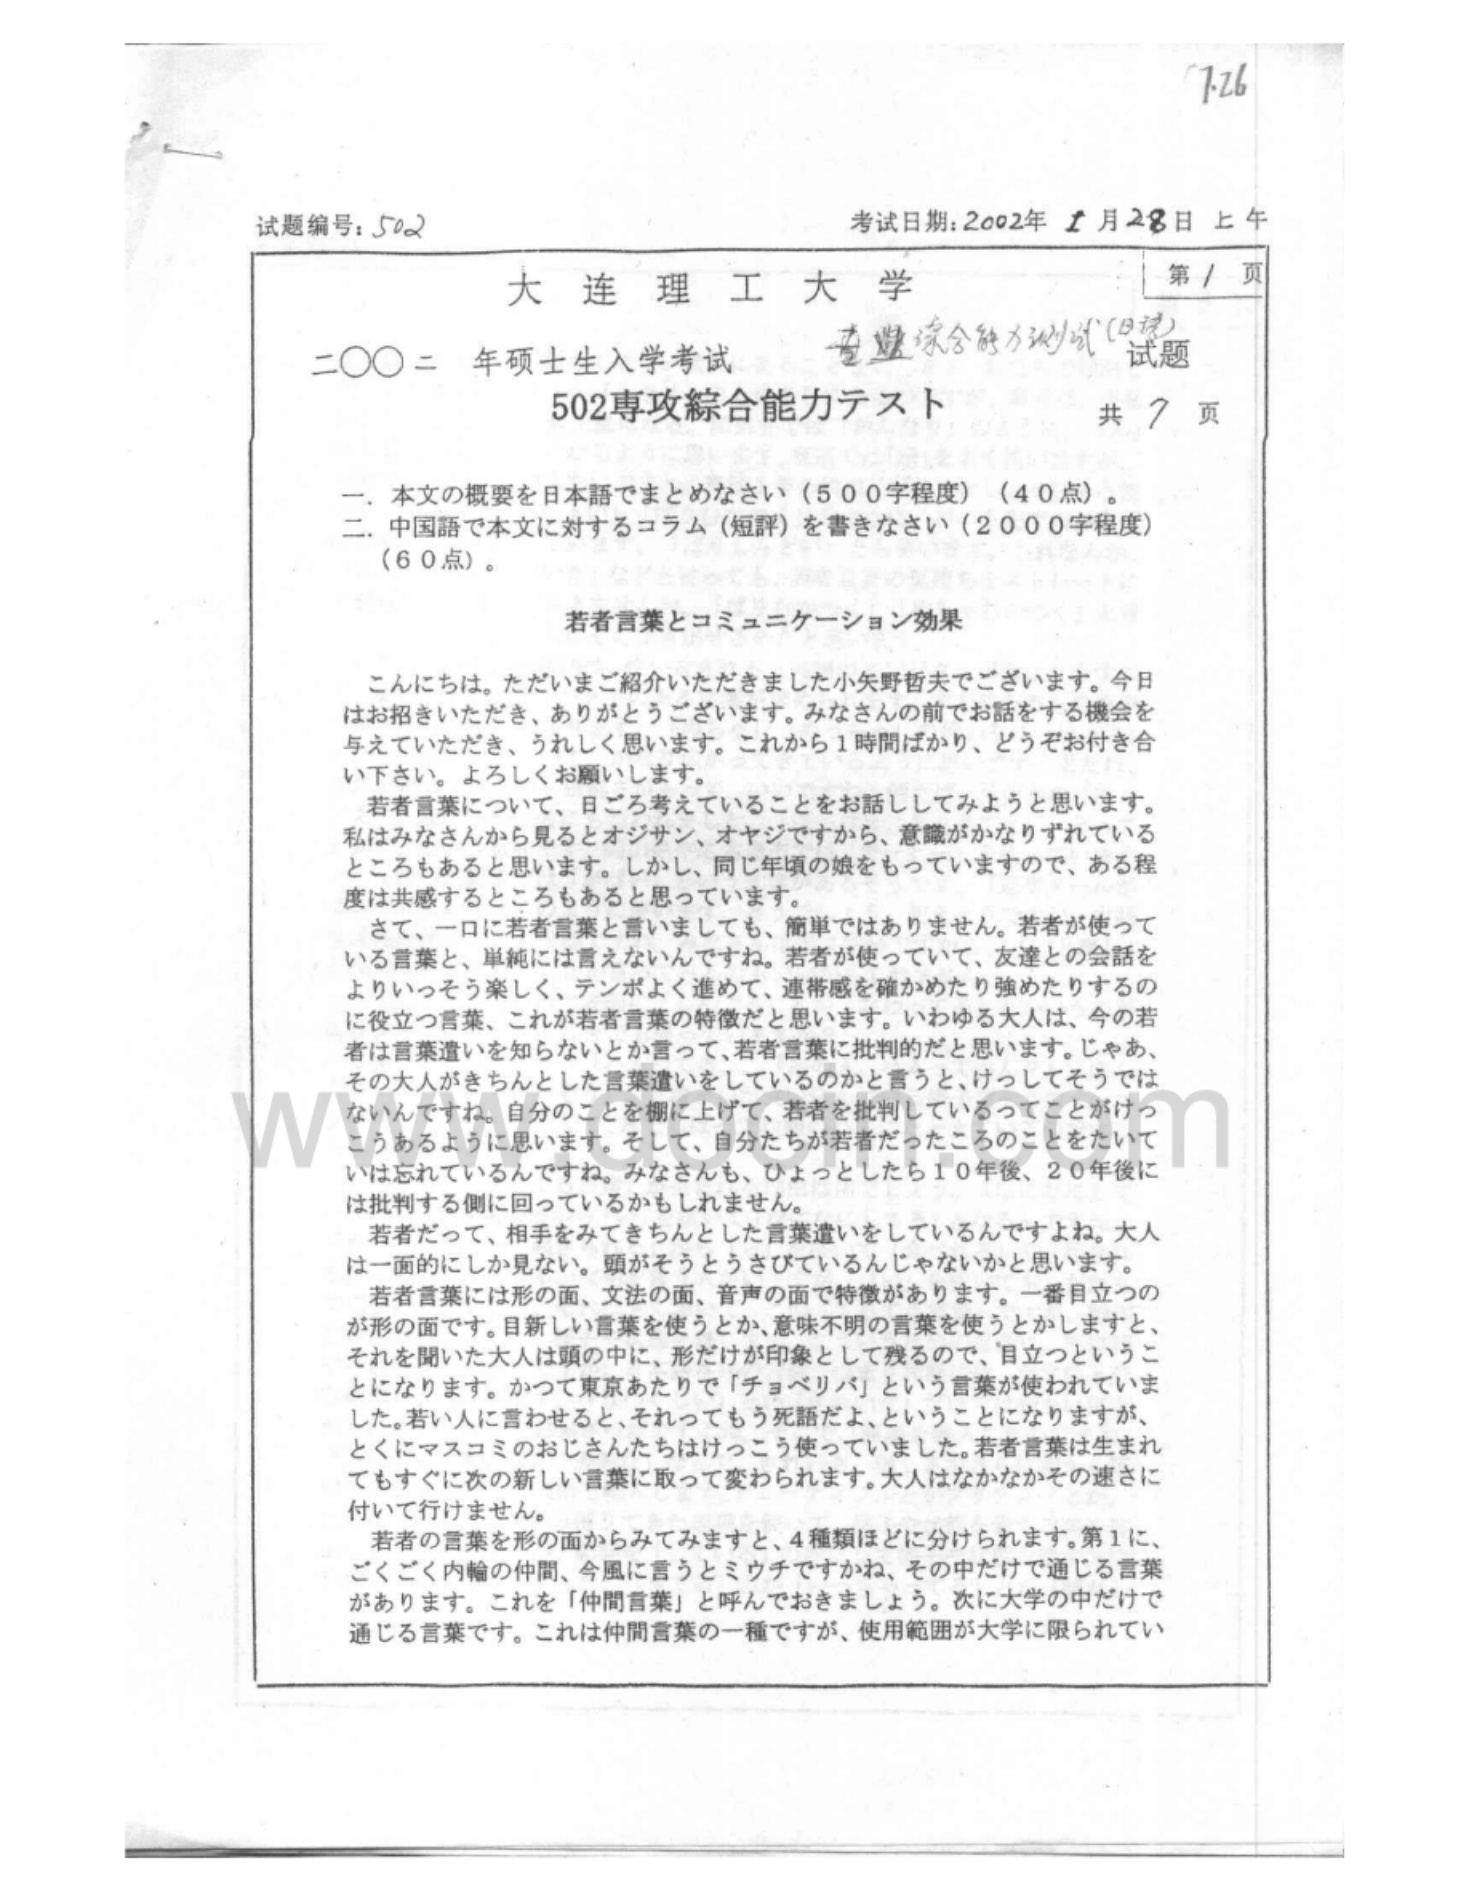 7.26
试题编号:502
考试日期:2002年 1 月28日 上午
大连理工大学
第1页
二〇〇二 年硕士生入学考试
专业综合能力测试(日语)
试题
502専攻綜合能力テスト
共7页
一．本文の概要を日本語でまとめなさい（５００字程度）（４０点）。
二．中国語で本文に対するコラム（短評）を書きなさい（２０００字程度）
（６０点）。
若者言葉とコミュニケーション効果
こんにちは。ただいまご紹介いただきました小矢野哲夫でございます。今日
はお招きいただき、ありがとうございます。みなさんの前でお話をする機会を
与えていただき、うれしく思います。これから１時間ばかり、どうぞお付き合
い下さい。よろしくお願いします。
若者言葉について、日ごろ考えていることをお話ししてみようと思います。
私はみなさんから見るとオジサン、オヤジですから、意識がかなりずれている
ところもあると思います。しかし、同じ年頃の娘をもっていますので、ある程
度は共感するところもあると思っています。
さて、一口に若者言葉と言いましても、簡単ではありません。若者が使って
いる言葉と、単純には言えないんですね。若者が使っていて、友達との会話を
よりいっそう楽しく、テンポよく進めて、連帯感を確かめたり強めたりするの
に役立つ言葉、これが若者言葉の特徴だと思います。いわゆる大人は、今の若
者は言葉遣いを知らないとか言って、若者言葉に批判的だと思います。じゃあ、
その大人がきちんとした言葉遣いをしているのかと言うと、けっしてそうでは
ないんですね。自分のことを棚に上げて、若者を批判しているってことがけっ
こうあるように思います。そして、自分たちが若者だったころのことをたいて
いは忘れているんですね。みなさんも、ひょっとしたら１０年後、２０年後に
は批判する側に回っているかもしれません。
若者だって、相手をみてきちんとした言葉遣いをしているんですよね。大人
は一面的にしか見ない。頭がそうとうさびているんじゃないかと思います。
若者言葉には形の面、文法の面、音声の面で特徴があります。一番目立つの
が形の面です。目新しい言葉を使うとか、意味不明の言葉を使うとかしますと、
それを聞いた大人は頭の中に、形だけが印象として残るので、目立つというこ
とになります。かつて東京あたりで「チョベリバ」という言葉が使われていま
した。若い人に言わせると、それってもう死語だよ、ということになりますが、
とくにマスコミのおじさんたちはけっこう使っていました。若者言葉は生まれ
てもすぐに次の新しい言葉に取って変わられます。大人はなかなかその速さに
付いて行けません。
若者の言葉を形の面からみてみますと、４種類ほどに分けられます。第１に、
ごくごく内輪の仲間、今風に言うとミウチですかね、その中だけで通じる言葉
があります。これを「仲間言葉」と呼んでおきましょう。次に大学の中だけで
通じる言葉です。これは仲間言葉の一種ですが、使用範囲が大学に限られてい
www.docin.com